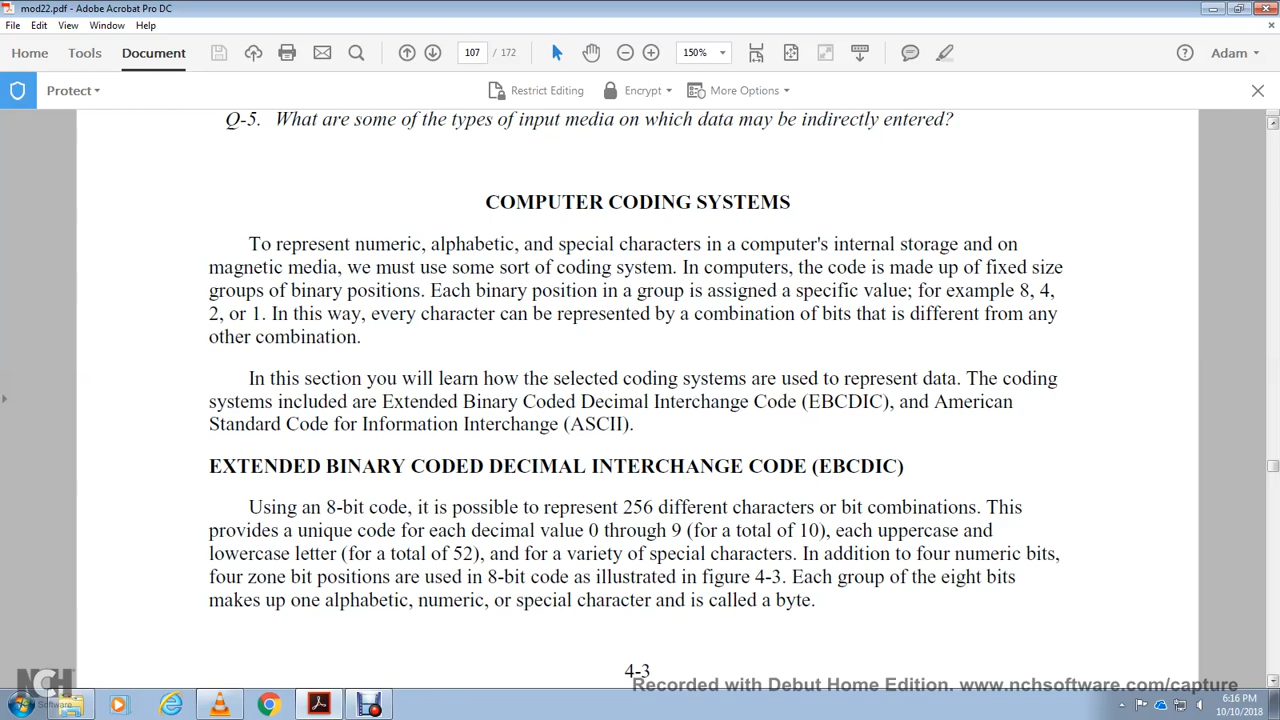 mod22.pdf - Adobe Acrobat Pro DC
File Edit View Window Help
Home Tools Document 107 / 172 150% Adam
Protect Restrict Editing Encrypt More Options
Q-5. What are some of the types of input media on which data may be indirectly entered?
COMPUTER CODING SYSTEMS
To represent numeric, alphabetic, and special characters in a computer's internal storage and on
magnetic media, we must use some sort of coding system. In computers, the code is made up of fixed size
groups of binary positions. Each binary position in a group is assigned a specific value; for example 8, 4,
2, or 1. In this way, every character can be represented by a combination of bits that is different from any
other combination.
In this section you will learn how the selected coding systems are used to represent data. The coding
systems included are Extended Binary Coded Decimal Interchange Code (EBCDIC), and American
Standard Code for Information Interchange (ASCII).
EXTENDED BINARY CODED DECIMAL INTERCHANGE CODE (EBCDIC)
Using an 8-bit code, it is possible to represent 256 different characters or bit combinations. This
provides a unique code for each decimal value 0 through 9 (for a total of 10), each uppercase and
lowercase letter (for a total of 52), and for a variety of special characters. In addition to four numeric bits,
four zone bit positions are used in 8-bit code as illustrated in figure 4-3. Each group of the eight bits
makes up one alphabetic, numeric, or special character and is called a byte.
4-3
Recorded with Debut Home Edition. www.nchsoftware.com/capture
NCH
Software
6:16 PM
10/10/2018